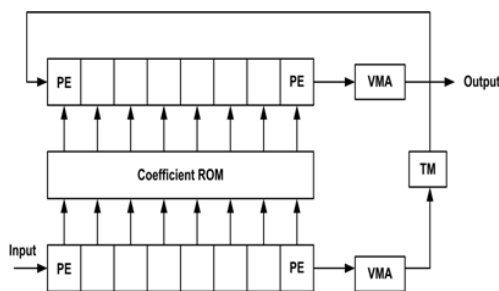 PE
PE
VMA
Output
Coefficient ROM
TM
Input
PE
PE
VMA